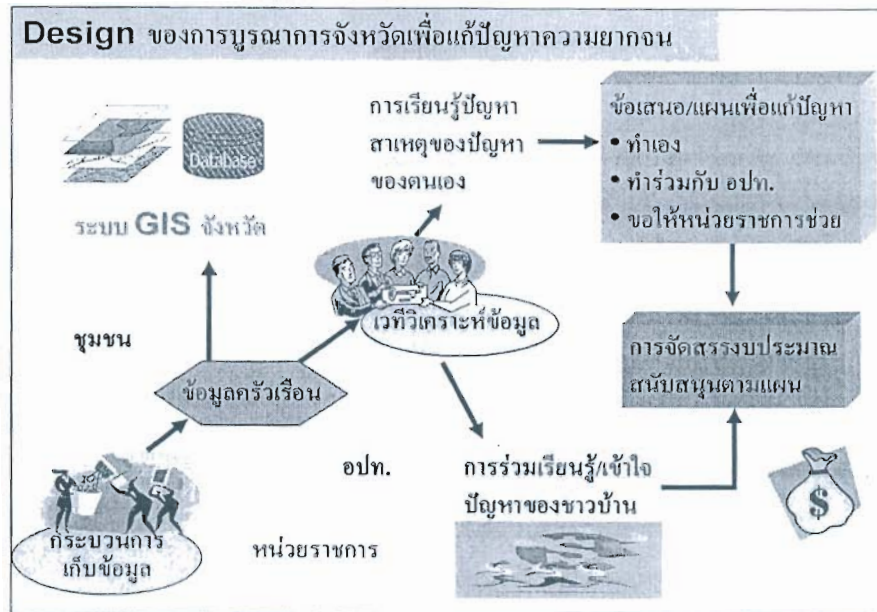 Design ของการบูรณาการจังหวัดเพื่อแก้ปัญหาความยากจน
Database
ระบบ GIS จังหวัด
การเรียนรู้ปัญหา
สาเหตุของปัญหา
ของตนเอง
ข้อเสนอ/แผนเพื่อแก้ปัญหา
• ทำเอง
• ทำร่วมกับ อปท.
• ขอให้หน่วยราชการช่วย
เวทีวิเคราะห์ข้อมูล
ชุมชน
ข้อมูลครัวเรือน
การจัดสรรงบประมาณ
สนับสนุนตามแผน
อปท.
การร่วมเรียนรู้/เข้าใจ
ปัญหาของชาวบ้าน
$
กระบวนการ
เก็บข้อมูล
หน่วยราชการ